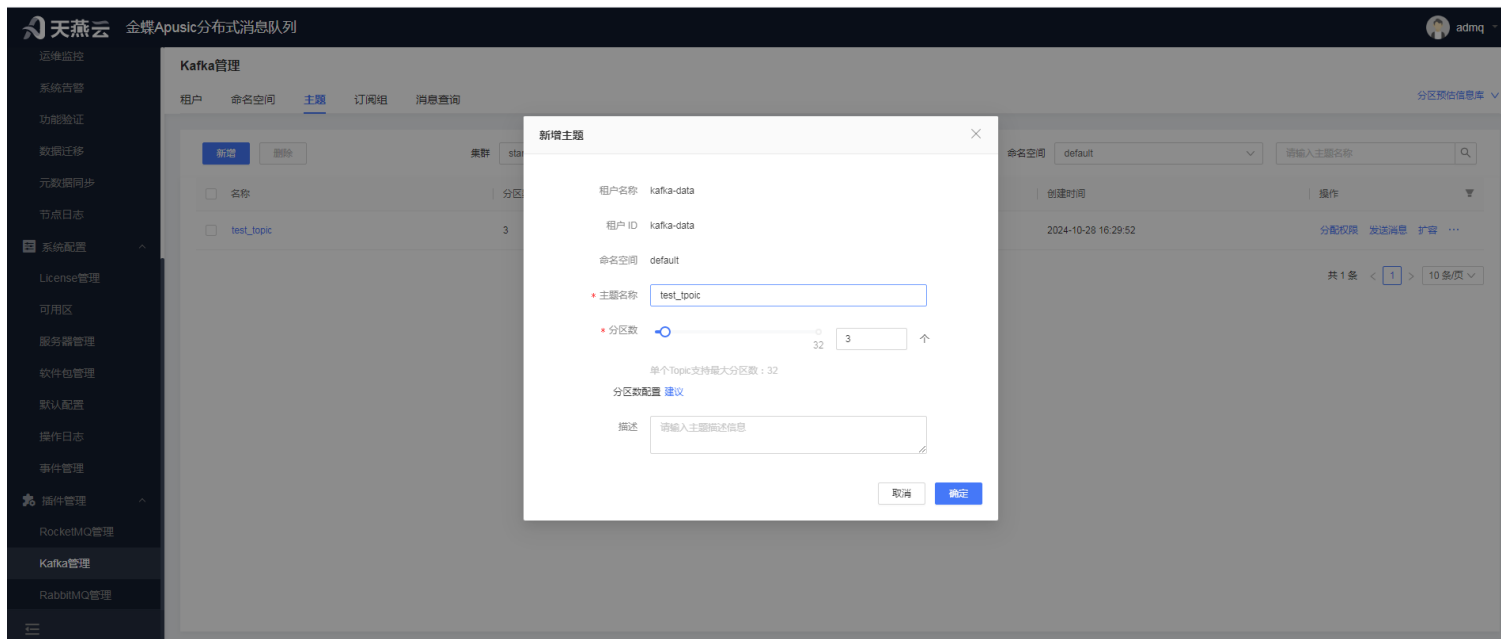 天燕云 金蝶Apusic分布式消息队列 admq
运维监控
系统告警
功能验证
数据迁移
元数据同步
节点日志
系统配置
License管理
可用区
服务器管理
软件包管理
默认配置
操作日志
事件管理
插件管理
RocketMQ管理
Kafka管理
RabbitMQ管理
Kafka管理
租户 命名空间 主题 订阅组 消息查询 分区预估信息库
新增 删除 集群 命名空间 default 请输入主题名称
名称 创建时间 操作
test_topic 3 2024-10-28 16:29:52 分配权限 发送消息 扩容 ···
共 1 条 < 1 > 10 条/页
新增主题
租户名称 kafka-data
租户 ID kafka-data
命名空间 default
* 主题名称 test_tpoic
* 分区数 32 3 个
单个Topic支持最大分区数：32
分区数配置 建议
描述 请输入主题描述信息
取消 确定